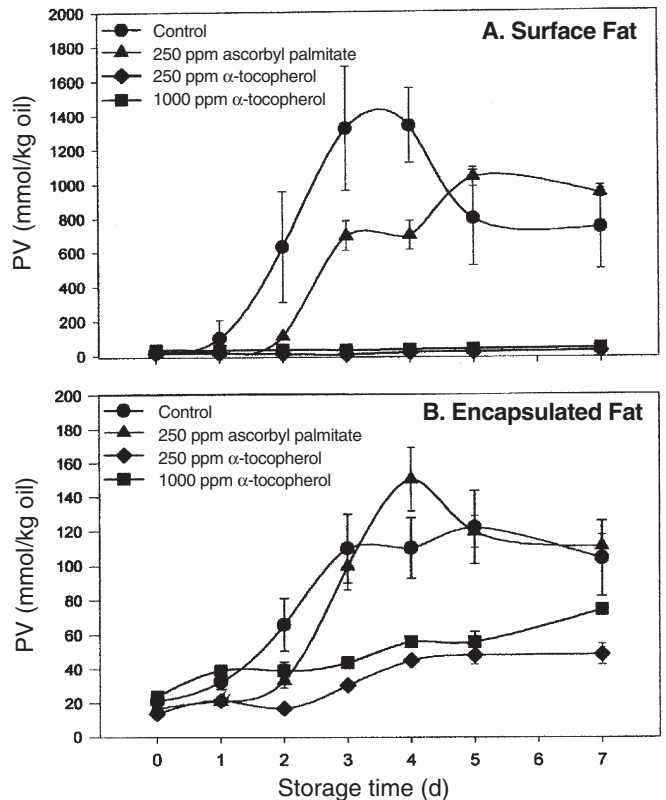 A. Surface Fat
Control
250 ppm ascorbyl palmitate
250 ppm α-tocopherol
1000 ppm α-tocopherol
PV (mmol/kg oil)
2000
1800
1600
1400
1200
1000
800
600
400
200
0
B. Encapsulated Fat
Control
250 ppm ascorbyl palmitate
250 ppm α-tocopherol
1000 ppm α-tocopherol
PV (mmol/kg oil)
200
180
160
140
120
100
80
60
40
20
0
0 1 2 3 4 5 6 7
Storage time (d)